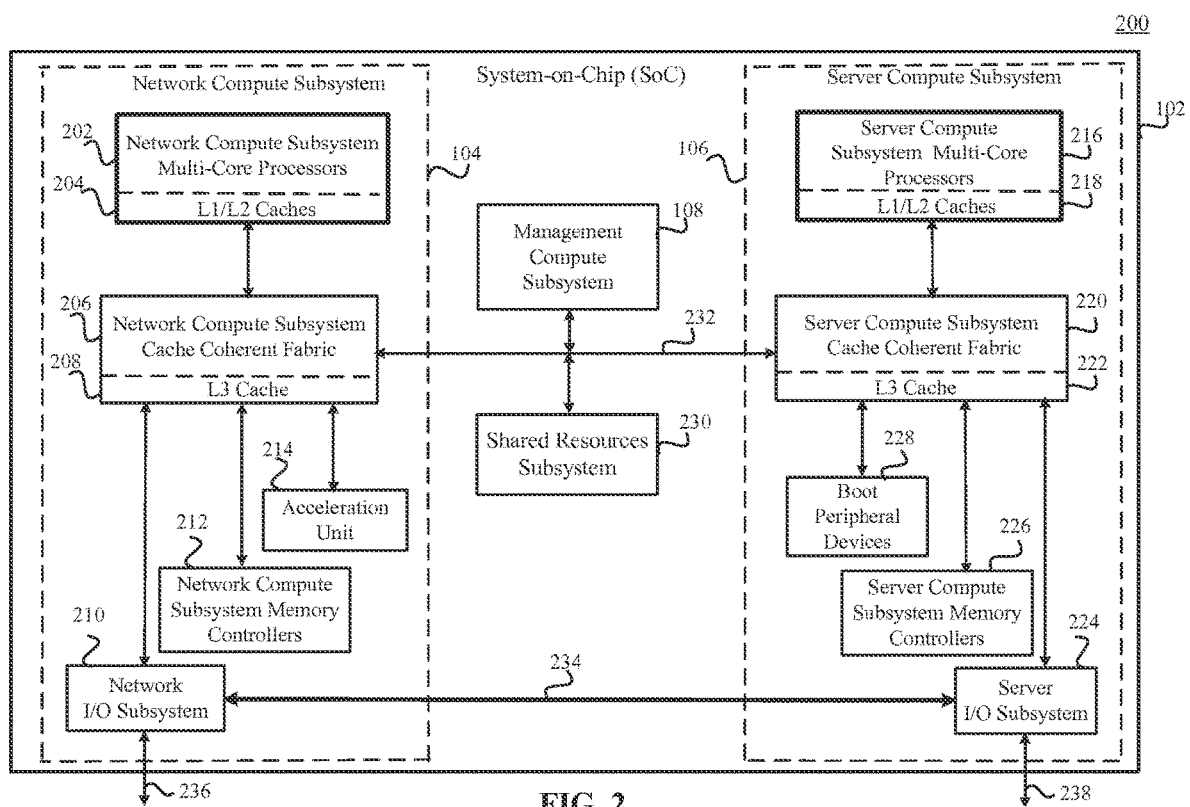 200
System-on-Chip (SoC)
102
Network Compute Subsystem
104
202
Network Compute Subsystem
Multi-Core Processors
204
L1/L2 Caches
206
Network Compute Subsystem
Cache Coherent Fabric
208
L3 Cache
214
Acceleration
Unit
212
Network Compute
Subsystem Memory
Controllers
210
Network
I/O Subsystem
236
108
Management
Compute
Subsystem
232
230
Shared Resources
Subsystem
234
Server Compute Subsystem
106
Server Compute
Subsystem Multi-Core
Processors
216
218
L1/L2 Caches
Server Compute Subsystem
Cache Coherent Fabric
220
222
L3 Cache
228
Boot
Peripheral
Devices
226
Server Compute
Subsystem Memory
Controllers
224
Server
I/O Subsystem
238
FIG. 2